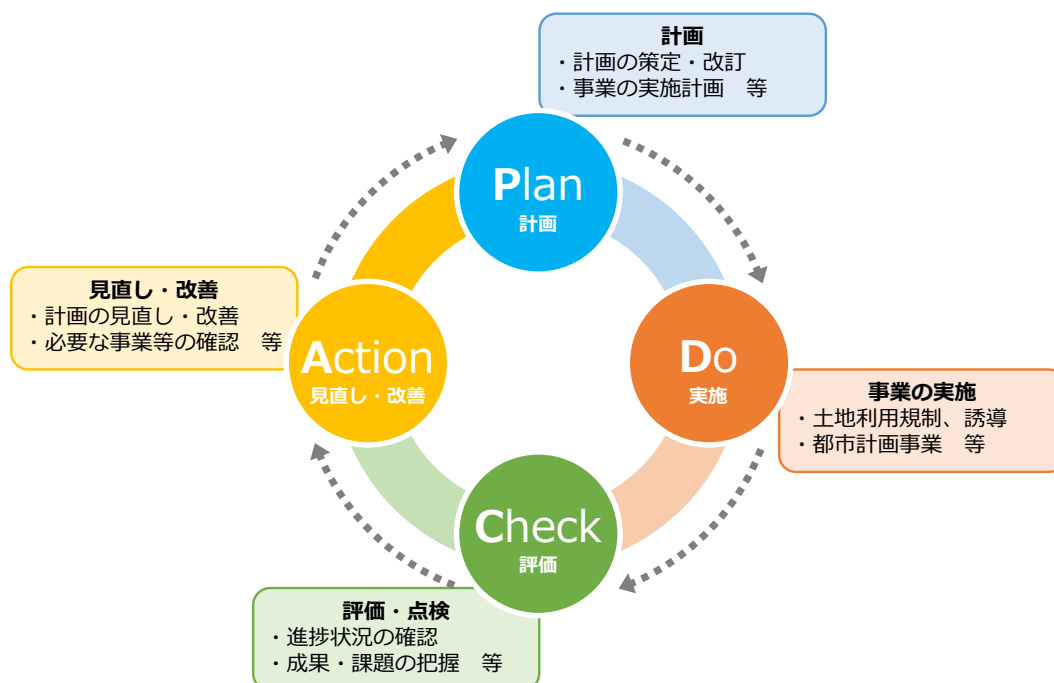 計画
・計画の策定・改訂
・事業の実施計画　等
Plan
計画
見直し・改善
・計画の見直し・改善
・必要な事業等の確認　等
Action
見直し・改善
Do
実施
事業の実施
・土地利用規制、誘導
・都市計画事業　等
Check
評価
評価・点検
・進捗状況の確認
・成果・課題の把握　等